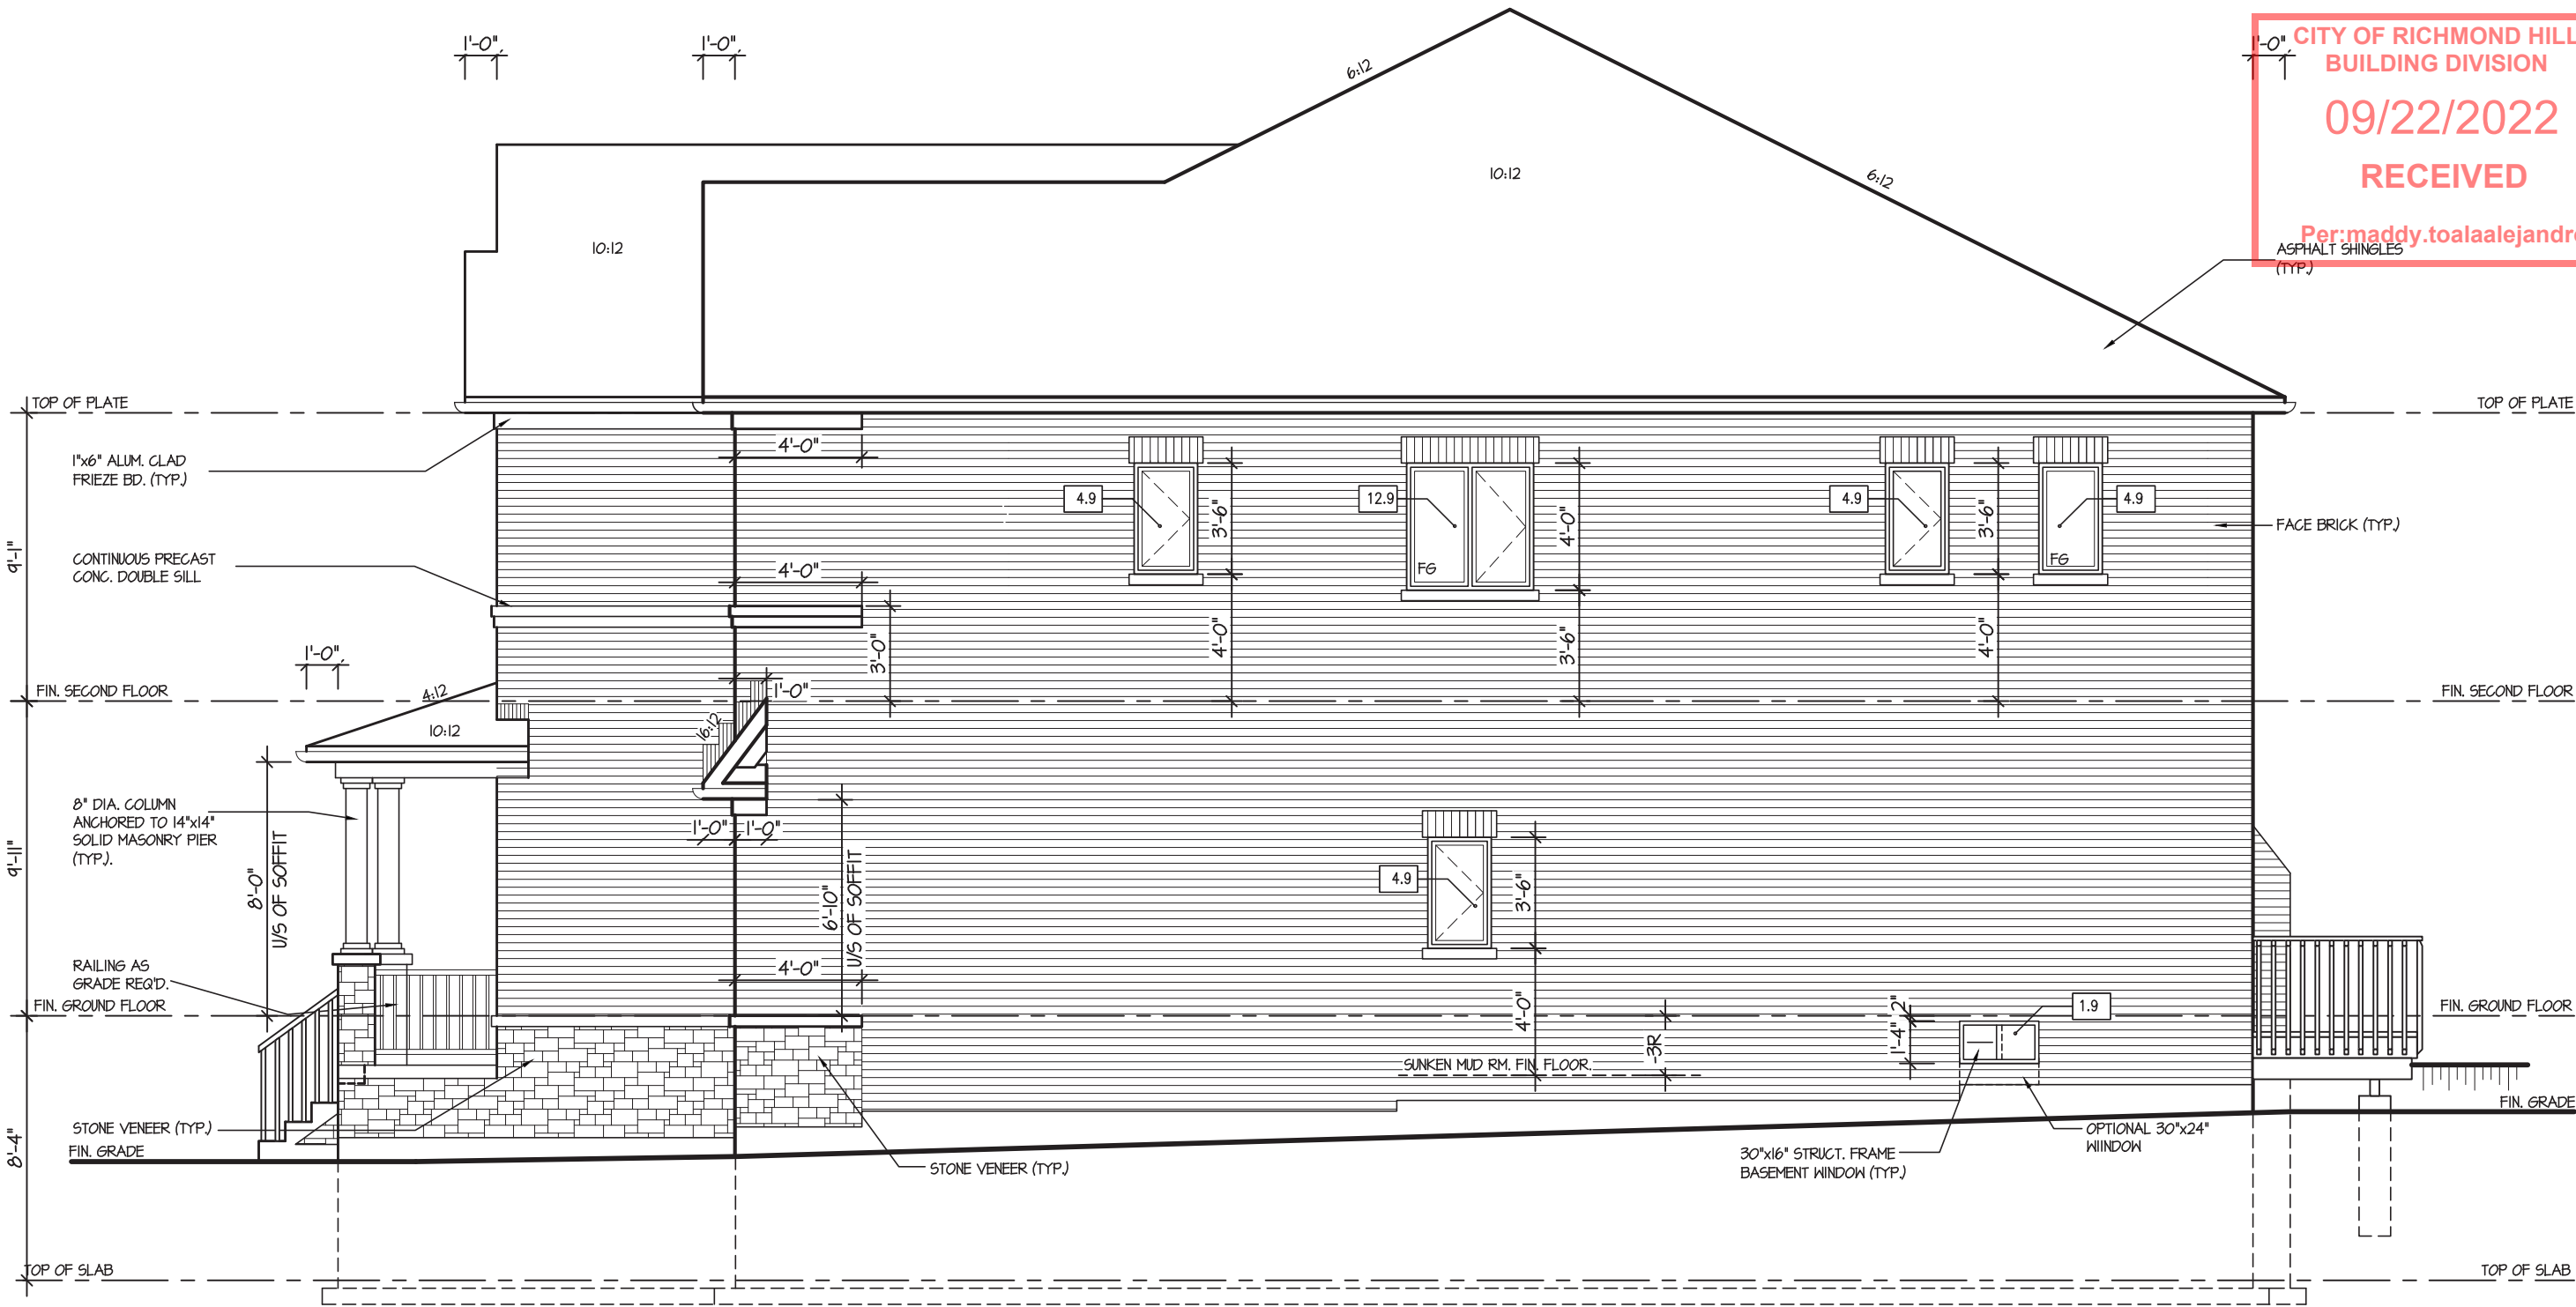 1'-0"
1'-0"
1'-0"
CITY OF RICHMOND HILL
BUILDING DIVISION
09/22/2022
RECEIVED
6:12
10:12
6:12
10:12
ASPHALT SHINGLES
(TYP.)
TOP OF PLATE
TOP OF PLATE
1"x6" ALUM. CLAD
FRIEZE BD. (TYP.)
4'-0"
4.9
3'-6"
12.9
4'-0"
4.9
3'-6"
4.9
FACE BRICK (TYP.)
FG
FG
9'-1"
CONTINUOUS PRECAST
CONC. DOUBLE SILL
4'-0"
3'-0"
4'-0"
3'-6"
4'-0"
1'-0"
FIN. SECOND FLOOR
4:12
1'-0"
FIN. SECOND FLOOR
10:12
16:12
8" DIA. COLUMN
ANCHORED TO 14"x14"
SOLID MASONRY PIER
(TYP.).
1'-0"
1'-0"
9'-11"
8'-0"
U/S OF SOFFIT
6'-10"
U/S OF SOFFIT
4.9
3'-6"
RAILING AS
GRADE REQ'D.
4'-0"
FIN. GROUND FLOOR
4'-0"
-3R
2"
1'-4"
1.9
FIN. GROUND FLOOR
SUNKEN MUD RM. FIN. FLOOR.
8'-4"
STONE VENEER (TYP.)
FIN. GRADE
FIN. GRADE
STONE VENEER (TYP.)
30"x16" STRUCT. FRAME
BASEMENT WINDOW (TYP.)
OPTIONAL 30"x24"
WIINDOW
TOP OF SLAB
TOP OF SLAB